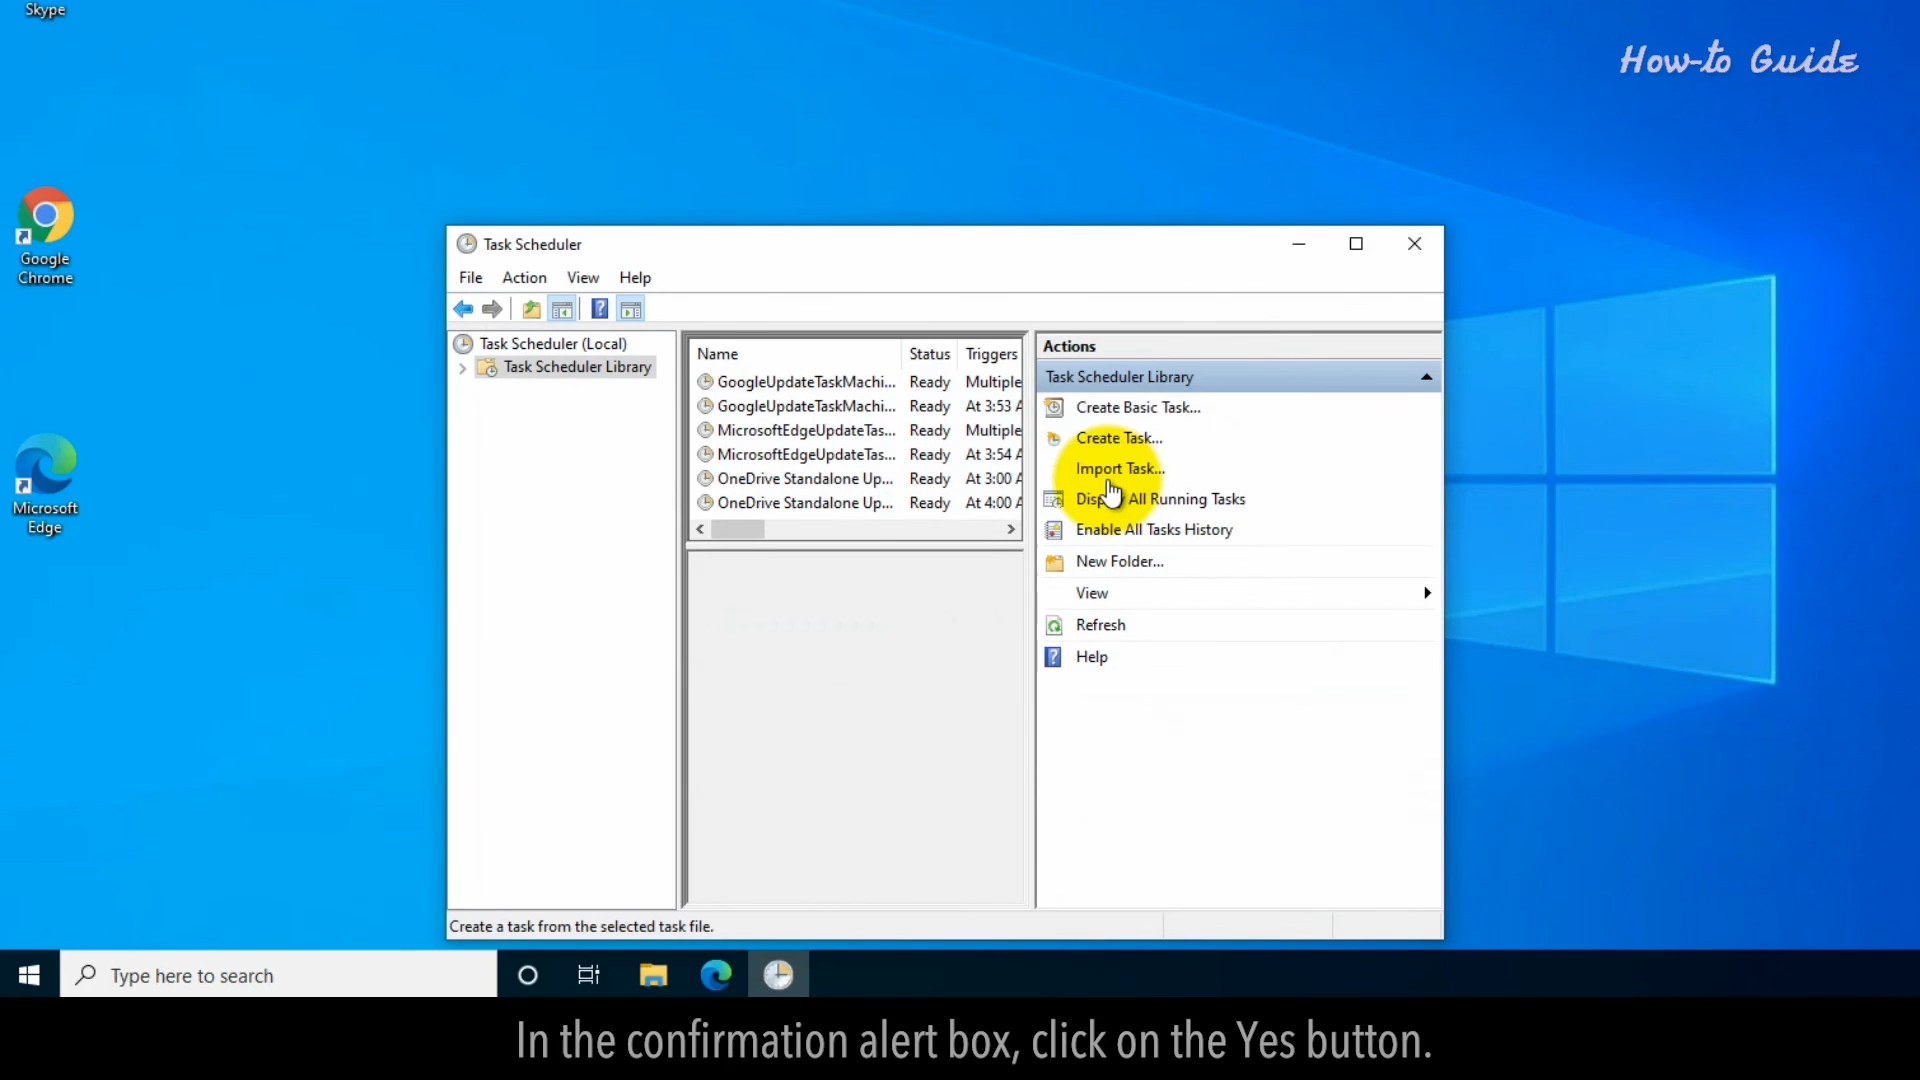 Skype
How-to Guide
Google
Chrome
Microsoft
Edge
Task Scheduler
File Action View Help
Task Scheduler (Local)
Task Scheduler Library
Name Status Triggers
GoogleUpdateTaskMachi... Ready Multiple
GoogleUpdateTaskMachi... Ready At 3:53 A
MicrosoftEdgeUpdateTas... Ready Multiple
MicrosoftEdgeUpdateTas... Ready At 3:54 A
OneDrive Standalone Up... Ready At 3:00 A
OneDrive Standalone Up... Ready At 4:00 A
Actions
Task Scheduler Library
Create Basic Task...
Create Task...
Import Task...
Display All Running Tasks
Enable All Tasks History
New Folder...
View
Refresh
Help
Create a task from the selected task file.
Type here to search
In the confirmation alert box, click on the Yes button.